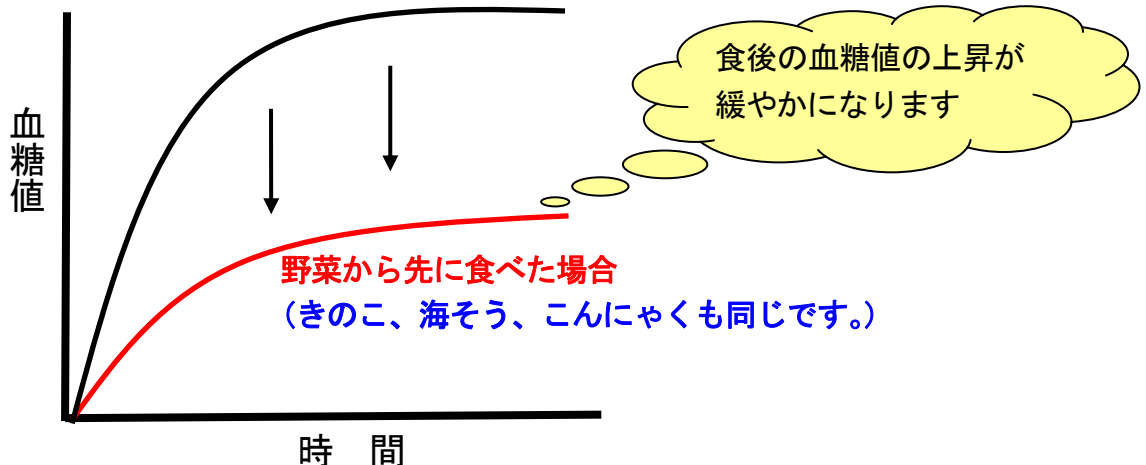 食後の血糖値の上昇が
緩やかになります
血糖値
野菜から先に食べた場合
（きのこ、海そう、こんにゃくも同じです。）
時　間